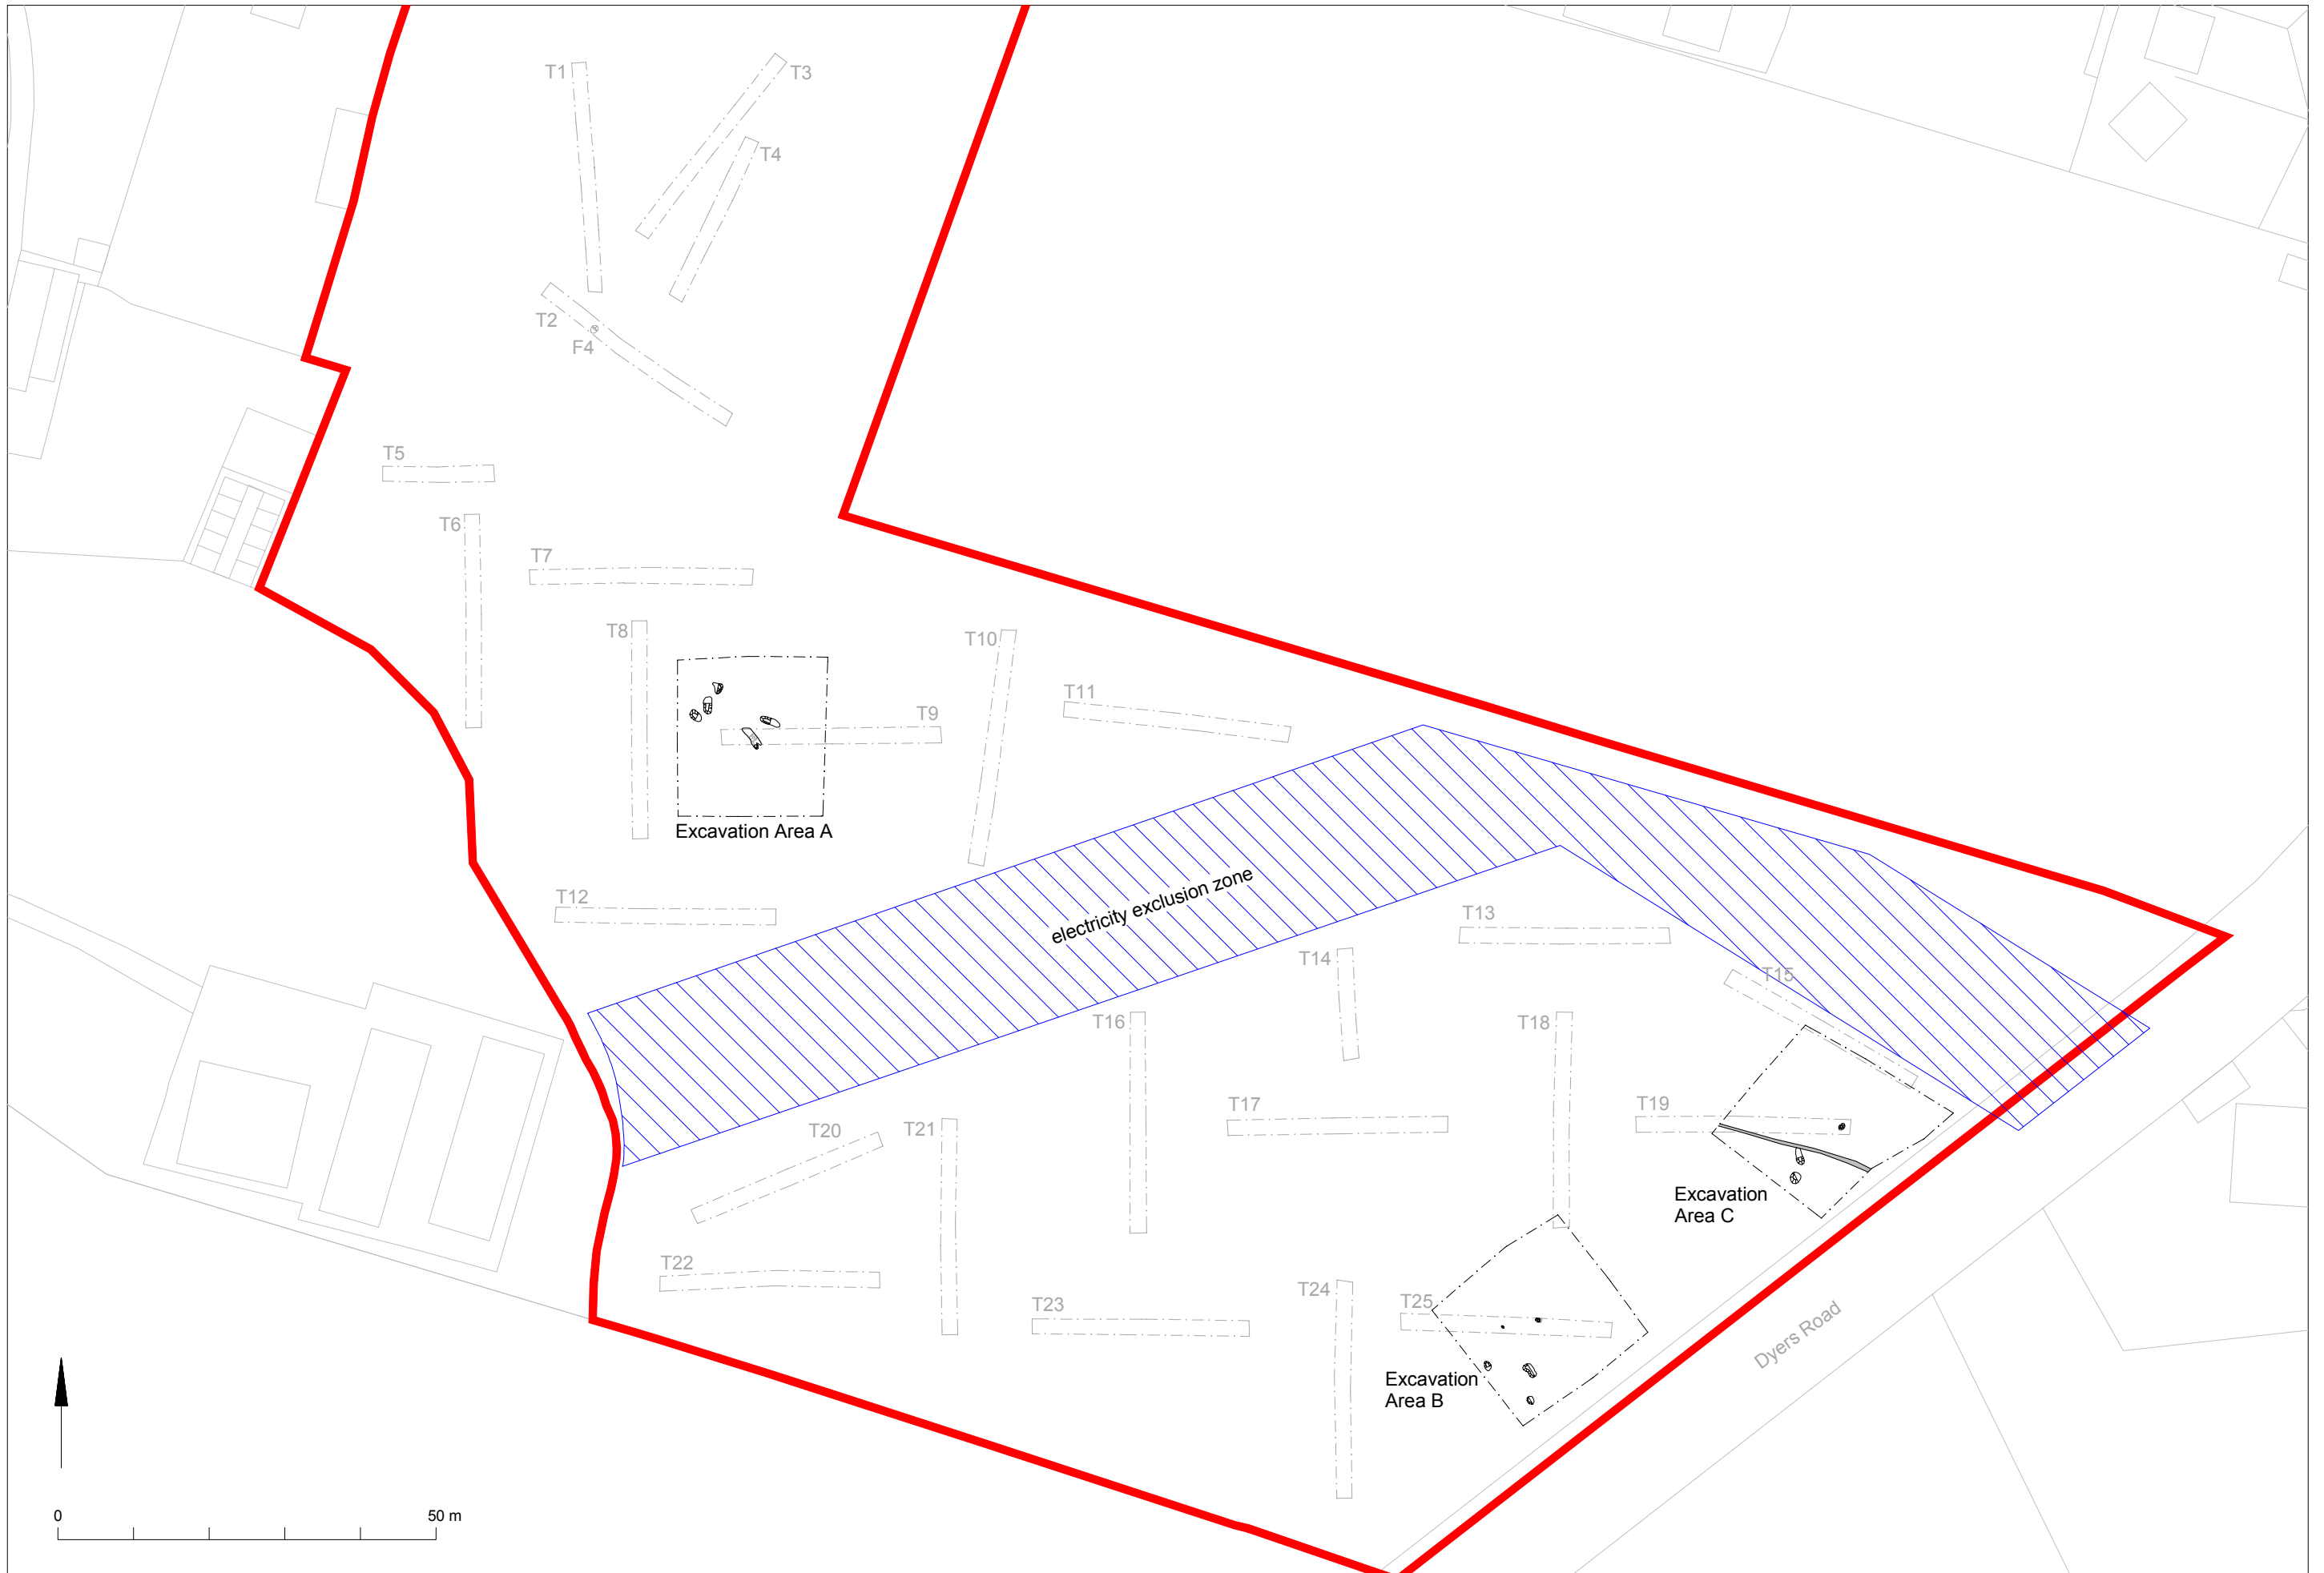 T1
T3
T4
T2
F4
T5
T6
T7
T8
T10
T11
T9
Excavation Area A
T12
electricity exclusion zone
T13
T14
T15
T16
T18
T17
T19
T20
T21
Excavation
Area C
T22
T23
T24
T25
Dyers Road
Excavation
Area B
0
50 m